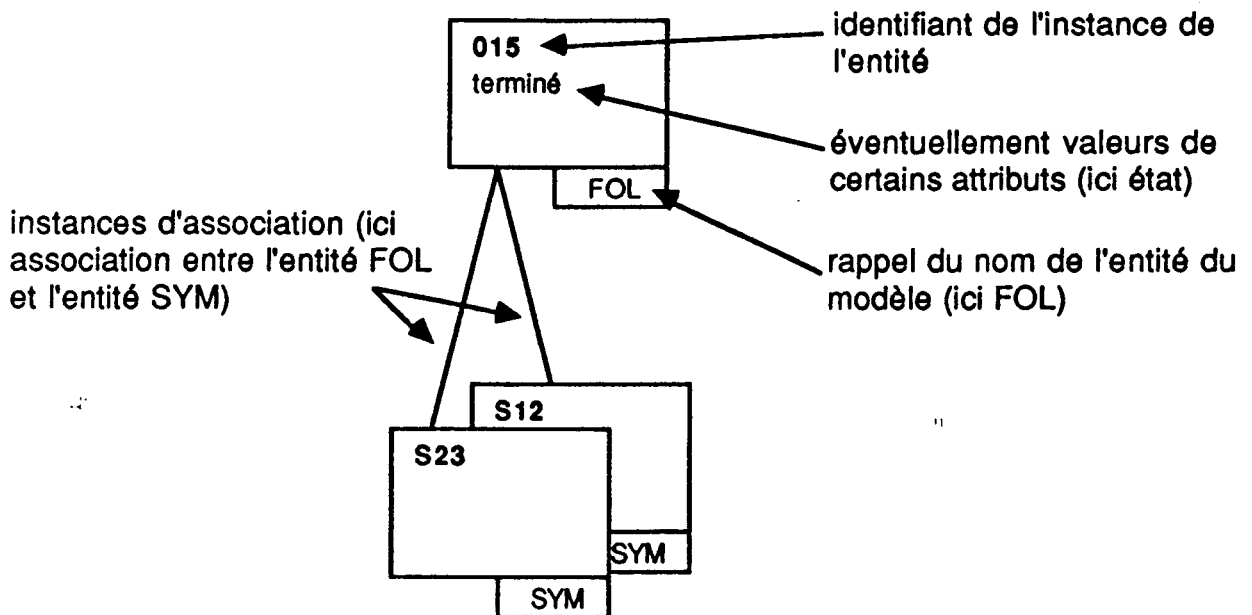 015
terminé
FOL
identifiant de l'instance de
l'entité
éventuellement valeurs de
certains attributs (ici état)
rappel du nom de l'entité du
modèle (ici FOL)
instances d'association (ici
association entre l'entité FOL
et l'entité SYM)
S12
S23
SYM
SYM